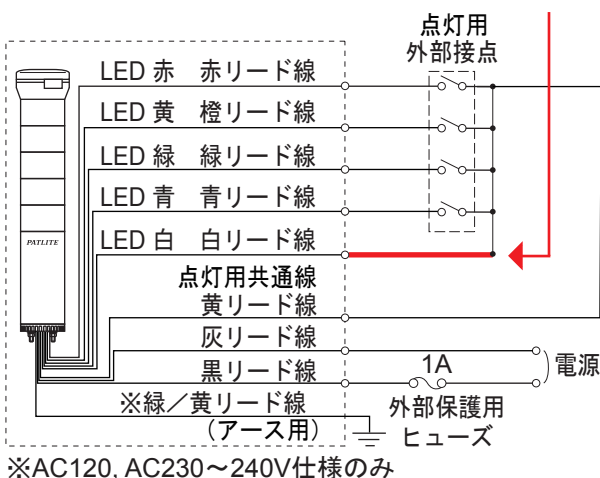 点灯用
外部接点
LED 赤 赤リード線
LED 黄 橙リード線
LED 緑 緑リード線
LED 青 青リード線
LED 白 白リード線
PATLITE
点灯用共通線
黄リード線
灰リード線
黒リード線
1A
電源
外部保護用
ヒューズ
※緑／黄リード線
（アース用）
※AC120, AC230～240V仕様のみ